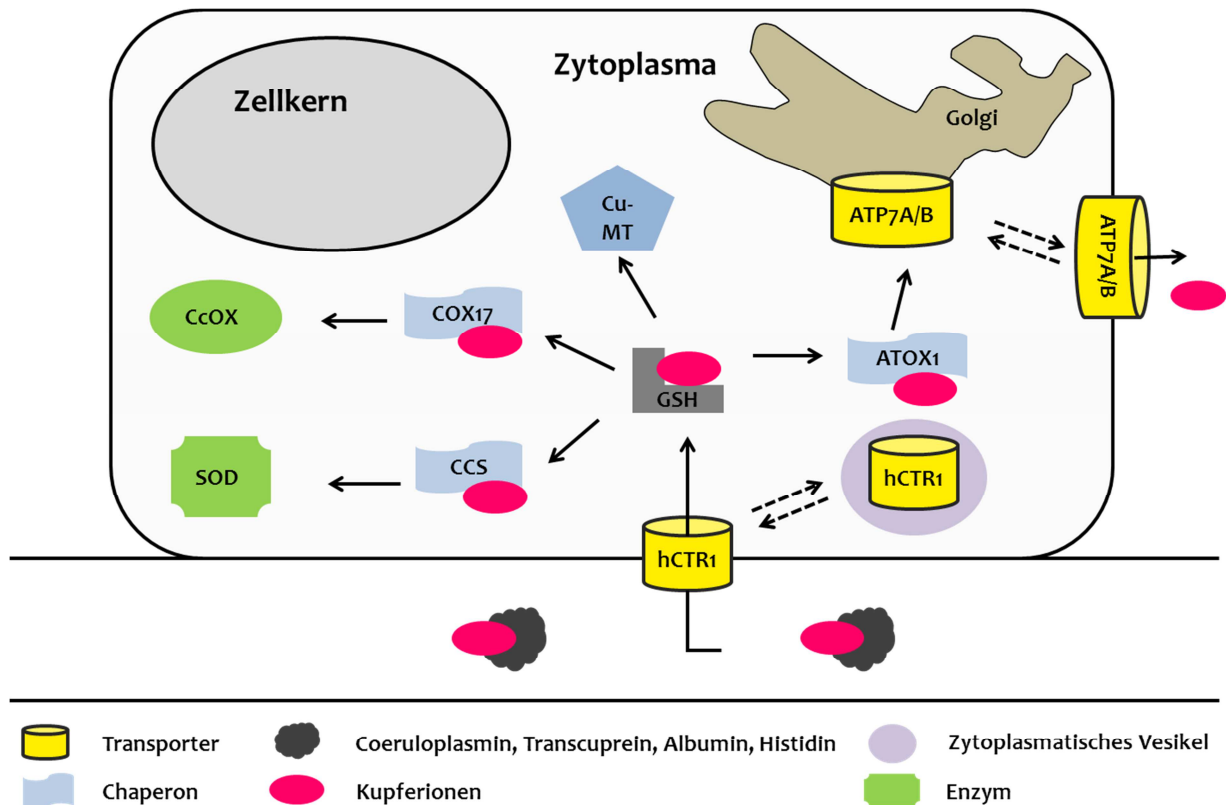 Zytoplasma
Zellkern
Golgi
Cu-
MT
ATP7A/B
ATP7A/B
CcOX
COX17
ATOX1
GSH
SOD
CCS
hCTR1
hCTR1
Transporter
Coeruloplasmin, Transcuprein, Albumin, Histidin
Zytoplasmatisches Vesikel
Chaperon
Kupferionen
Enzym